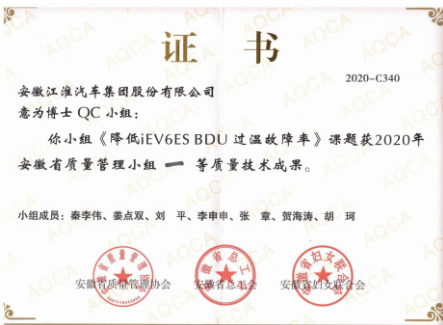 证 书
2020-C340
安徽江淮汽车集团股份有限公司
意为博士 QC 小组：
你小组《降低iEV6ES BDU 过温故障率》课题获2020年
安徽省质量管理小组 一 等质量技术成果。
小组成员：秦李伟、姜点双、刘 平、李申申、张 章、贺海涛、胡 珂
安徽省质量管理协会 安徽省总工会 安徽省妇女联合会